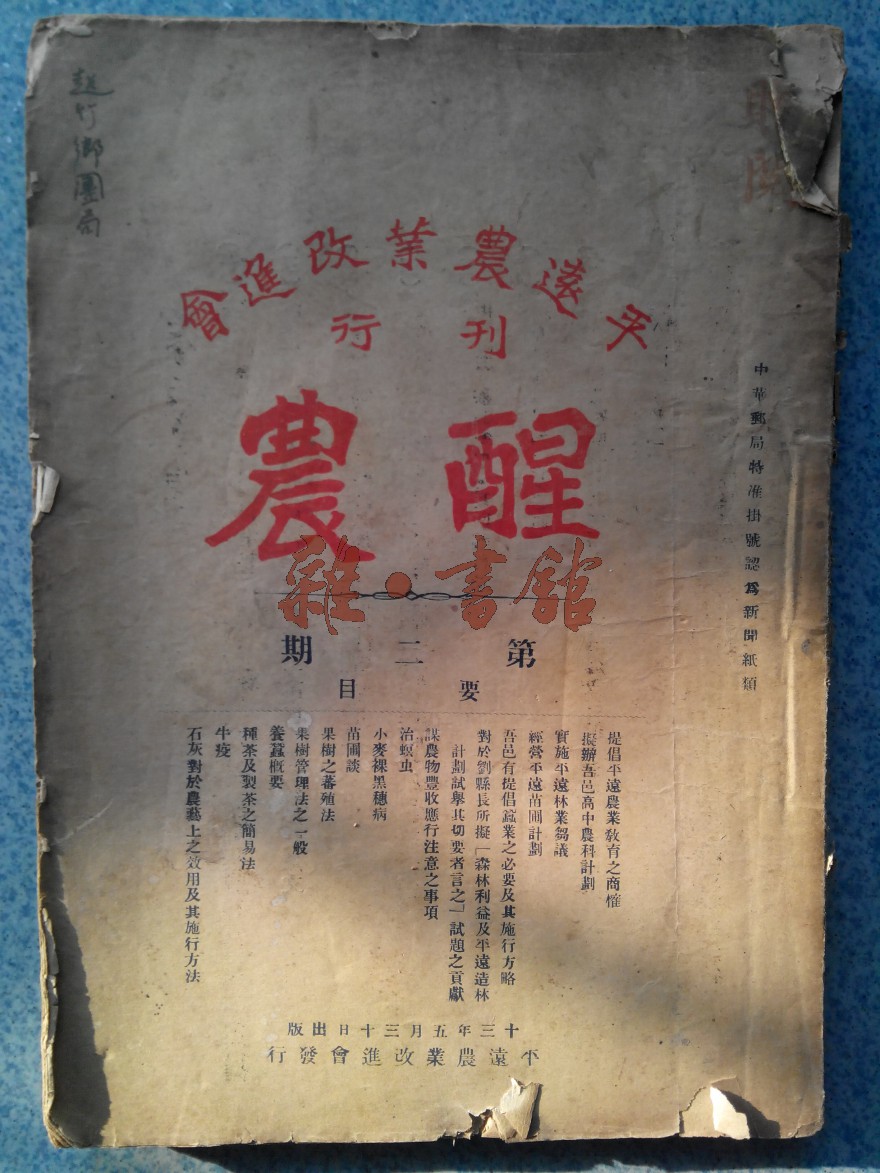 平遠農業改進會
刊行
醒農
雜·書館
第二期
要目
提倡平遠農業教育之商榷
擬辦吾邑高中農科計劃
實施平遠林業芻議
經營平遠苗圃計劃
吾邑有提倡蠶業之必要及其施行方略
對於劉縣長所擬「森林利益及平遠造林
計劃試舉其切要者言之」試題之貢獻
謀農物豐收應行注意之事項
治螟虫
小麥裸黑穗病
苗圃談
果樹之蕃殖法
果樹管理法之一般
養蠶概要
種茶及製茶之簡易法
牛疫
石灰對於農藝上之效用及其施行方法
十三年五月三十日出版
平遠農業改進會發行
中華郵局特准掛號認爲新聞紙類
竹鄉團局